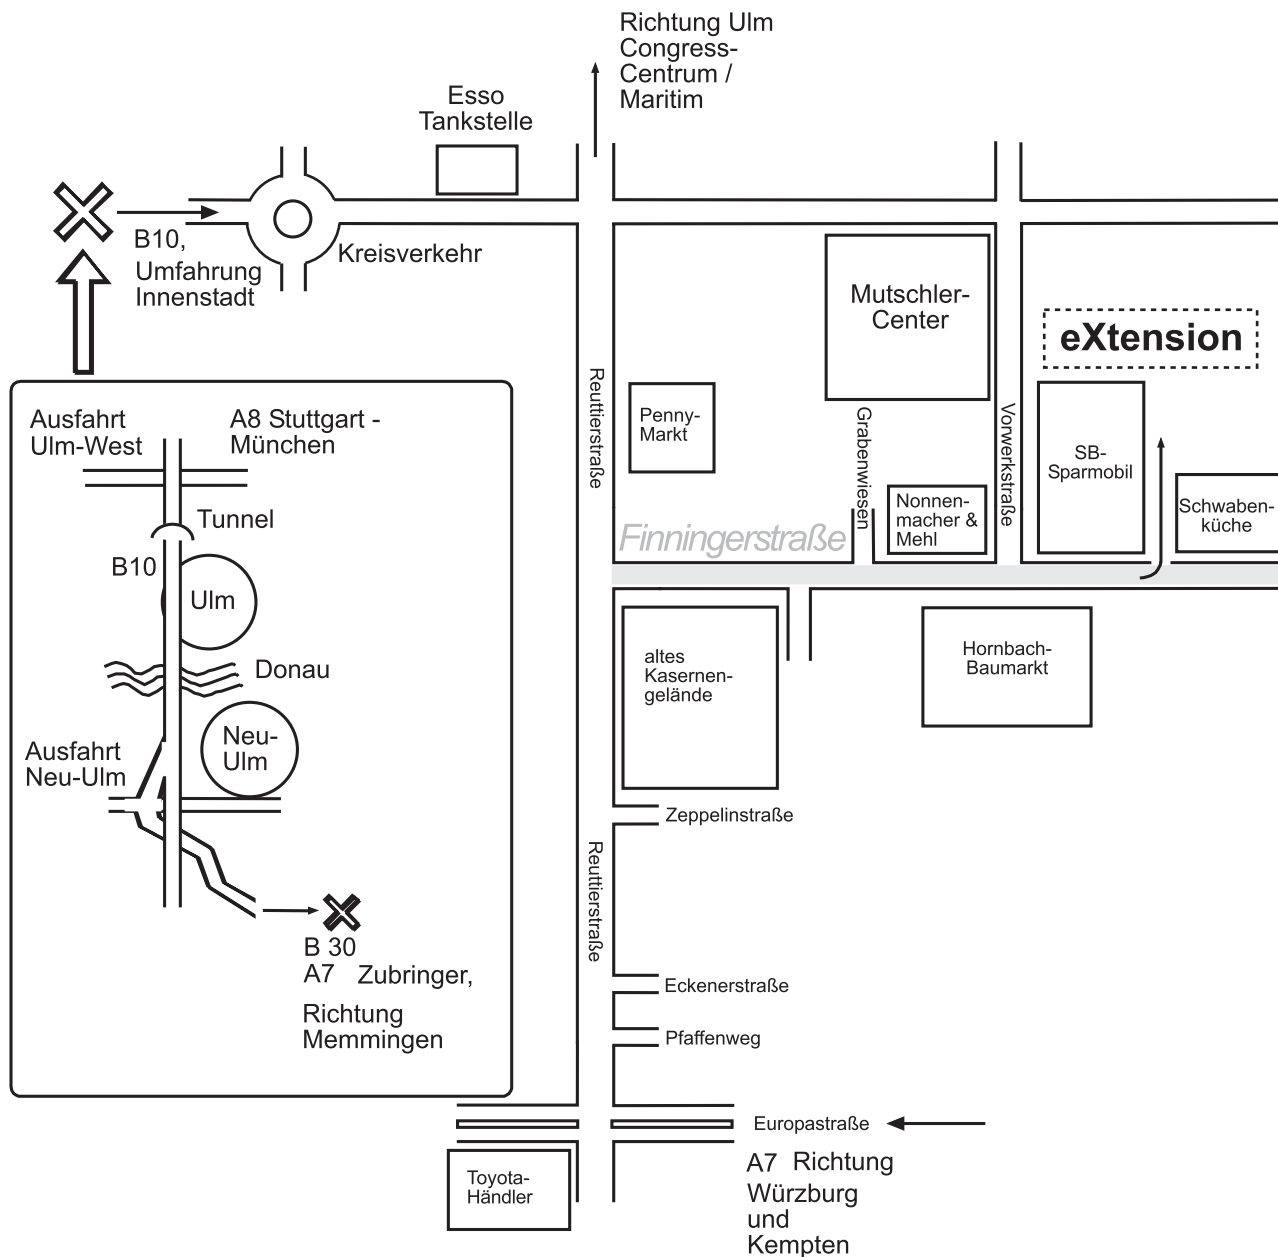 Richtung Ulm
Congress-
Centrum /
Maritim
Esso
Tankstelle
B10,
Umfahrung
Innenstadt
Kreisverkehr
Mutschler-
Center
eXtension
Reuttierstraße
Penny-
Markt
Grabenwiesen
Vorwerkstraße
SB-
Sparmobil
Nonnen-
macher &
Mehl
Schwaben-
küche
Finningerstraße
Ausfahrt
Ulm-West
A8 Stuttgart -
München
Tunnel
B10
Ulm
Donau
Neu-
Ulm
Ausfahrt
Neu-Ulm
B 30
A7 Zubringer,
Richtung
Memmingen
altes
Kasernen-
gelände
Hornbach-
Baumarkt
Zeppelinstraße
Reuttierstraße
Eckenerstraße
Pfaffenweg
Europastraße
Toyota-
Händler
A7 Richtung
Würzburg
und
Kempten